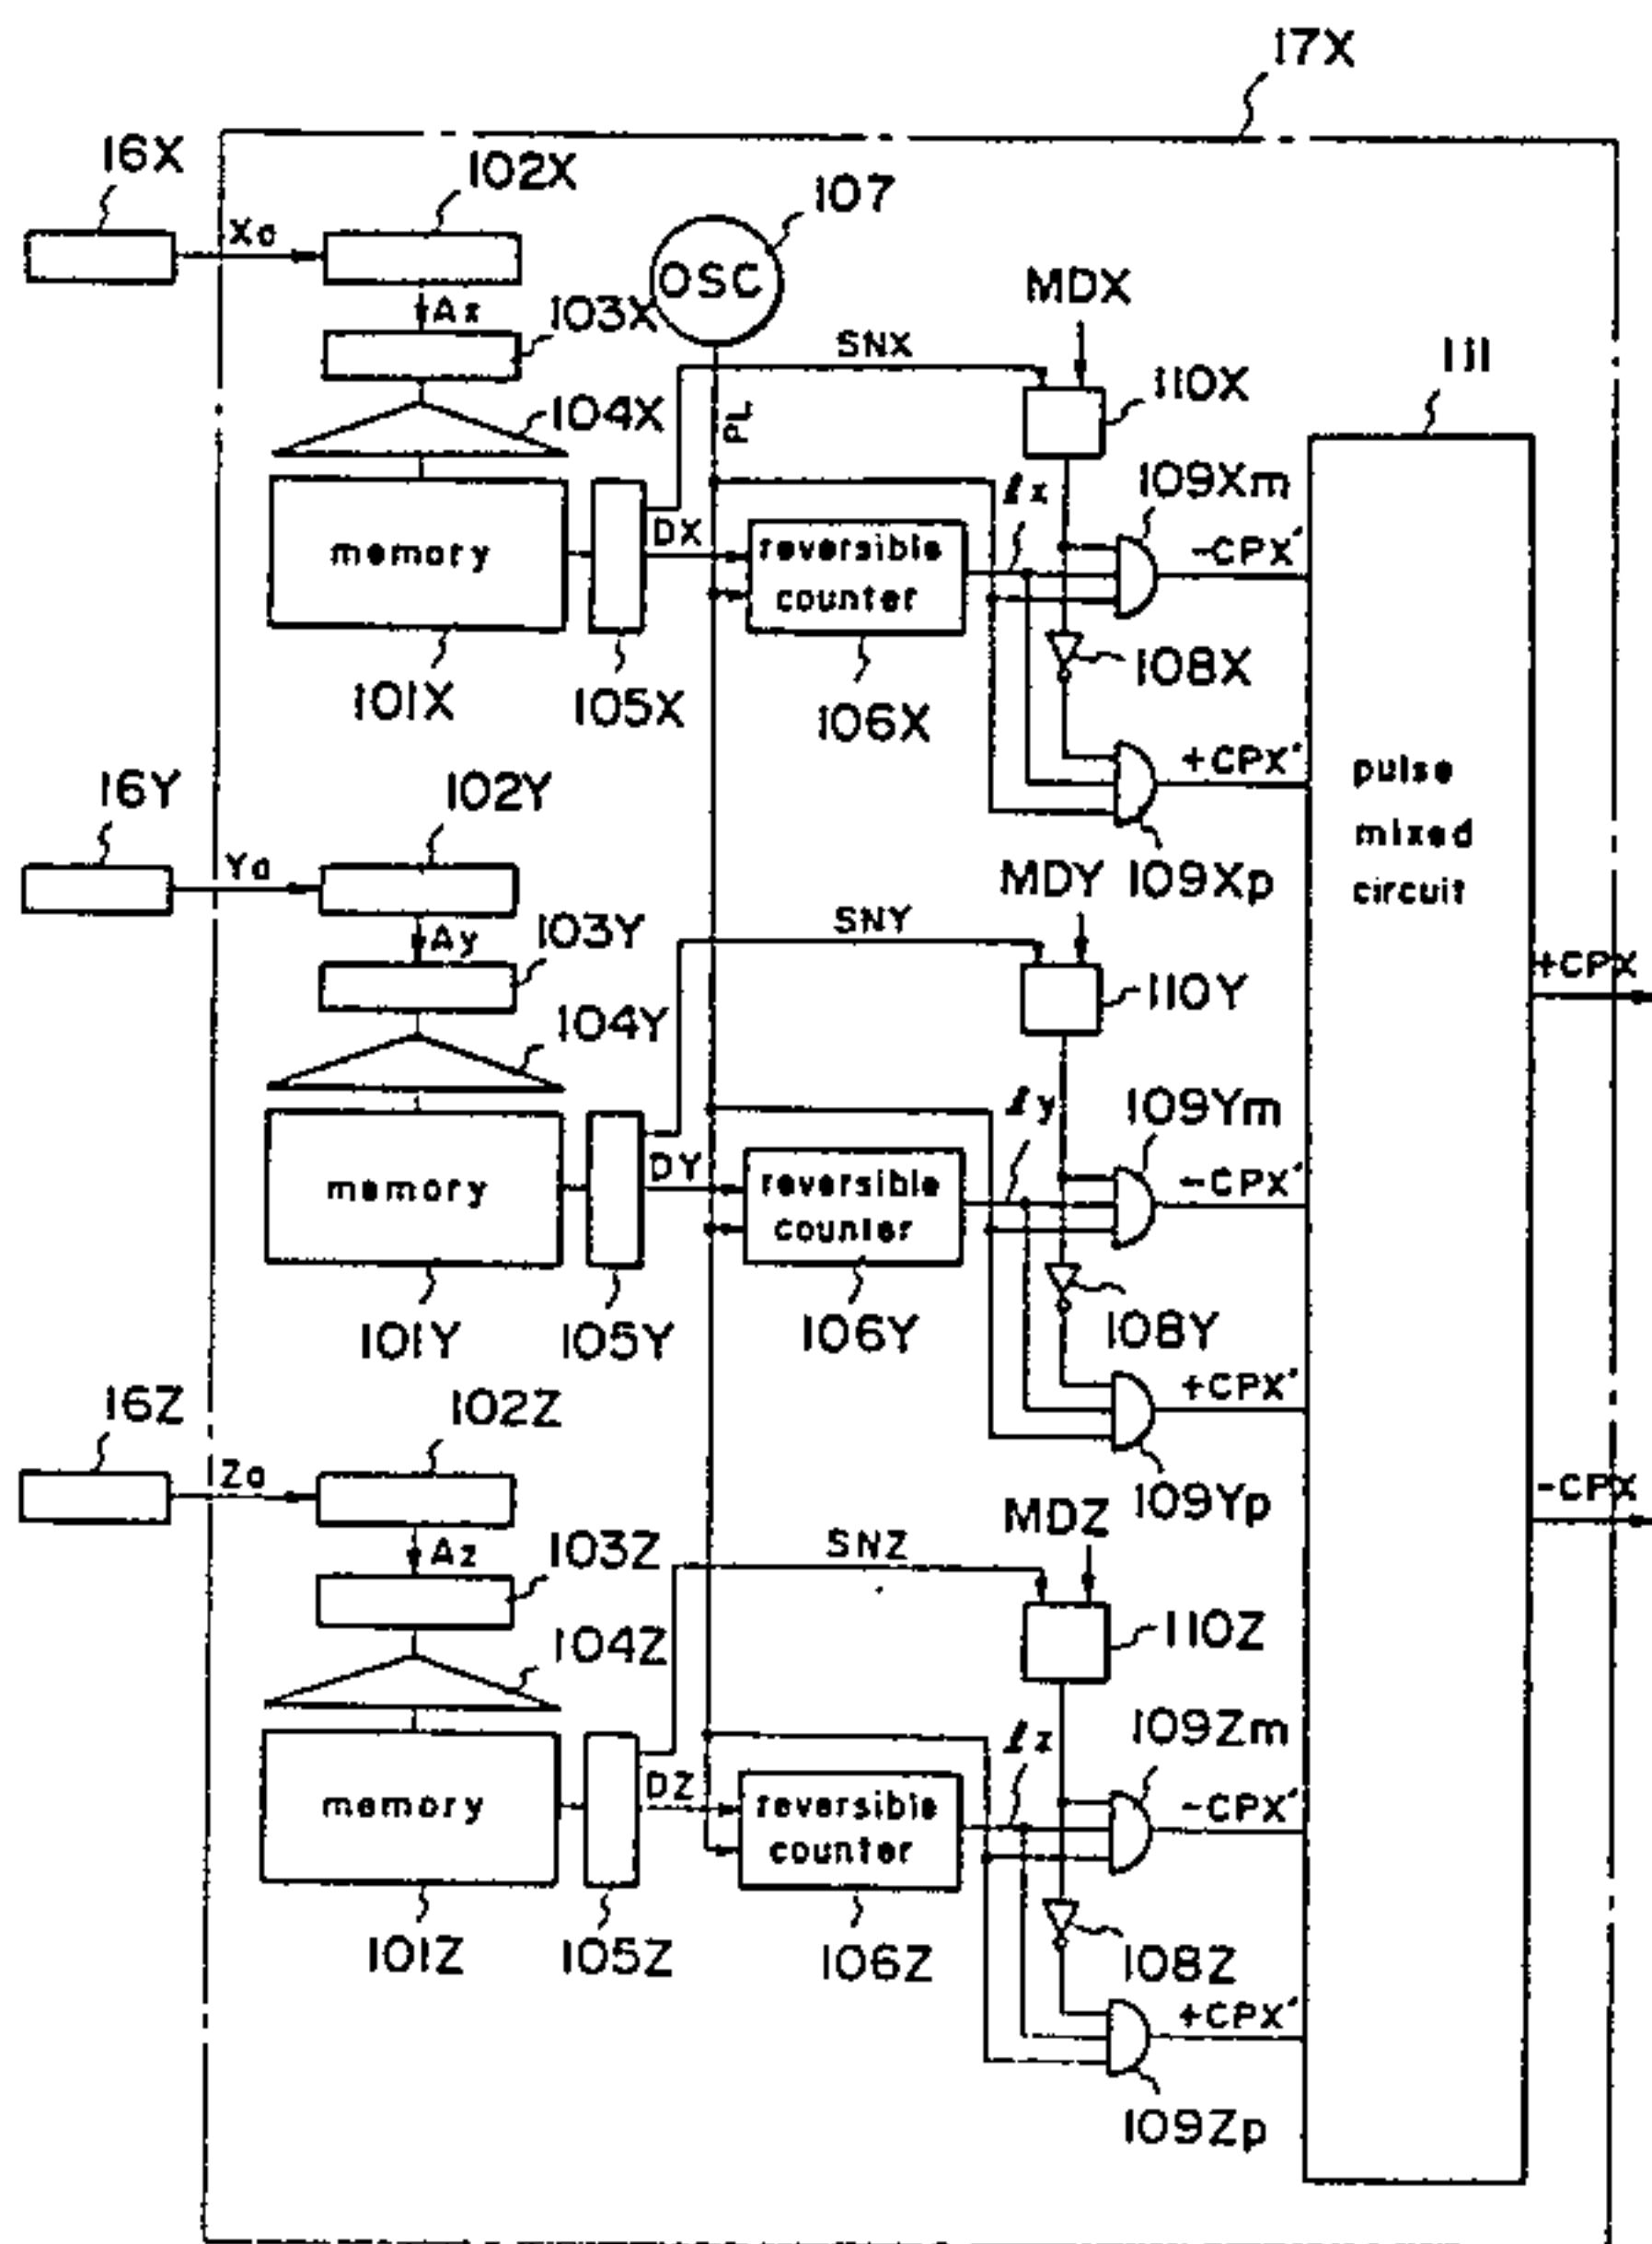 17X
16X
102X
107
Xa
OSC
MDX
Ax
103X
SNX
111
110X
104X
PL
ℓx
109Xm
DX
-CPX'
memory
reversible
counter
108X
101X
105X
106X
+CPX'
pulse
mixed
circuit
16Y
102Y
Ya
MDY
109Xp
SNY
Ay
103Y
+CPX
110Y
104Y
ℓy
109Ym
DY
-CPX'
memory
reversible
counter
101Y
105Y
106Y
108Y
+CPX'
16Z
102Z
Za
109Yp
-CPX
MDZ
SNZ
Az
103Z
110Z
104Z
ℓz
109Zm
DZ
-CPX'
memory
reversible
counter
101Z
105Z
106Z
108Z
+CPX'
109Zp